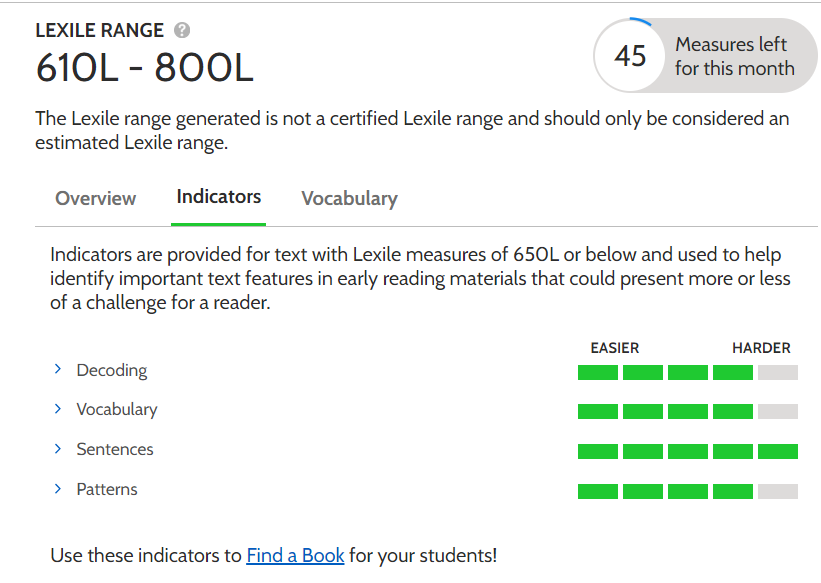 LEXILE RANGE ?
610L - 800L
45
Measures left
for this month
The Lexile range generated is not a certified Lexile range and should only be considered an
estimated Lexile range.
Overview Indicators Vocabulary
Indicators are provided for text with Lexile measures of 650L or below and used to help
identify important text features in early reading materials that could present more or less
of a challenge for a reader.
EASIER HARDER
Decoding
Vocabulary
Sentences
Patterns
Use these indicators to Find a Book for your students!